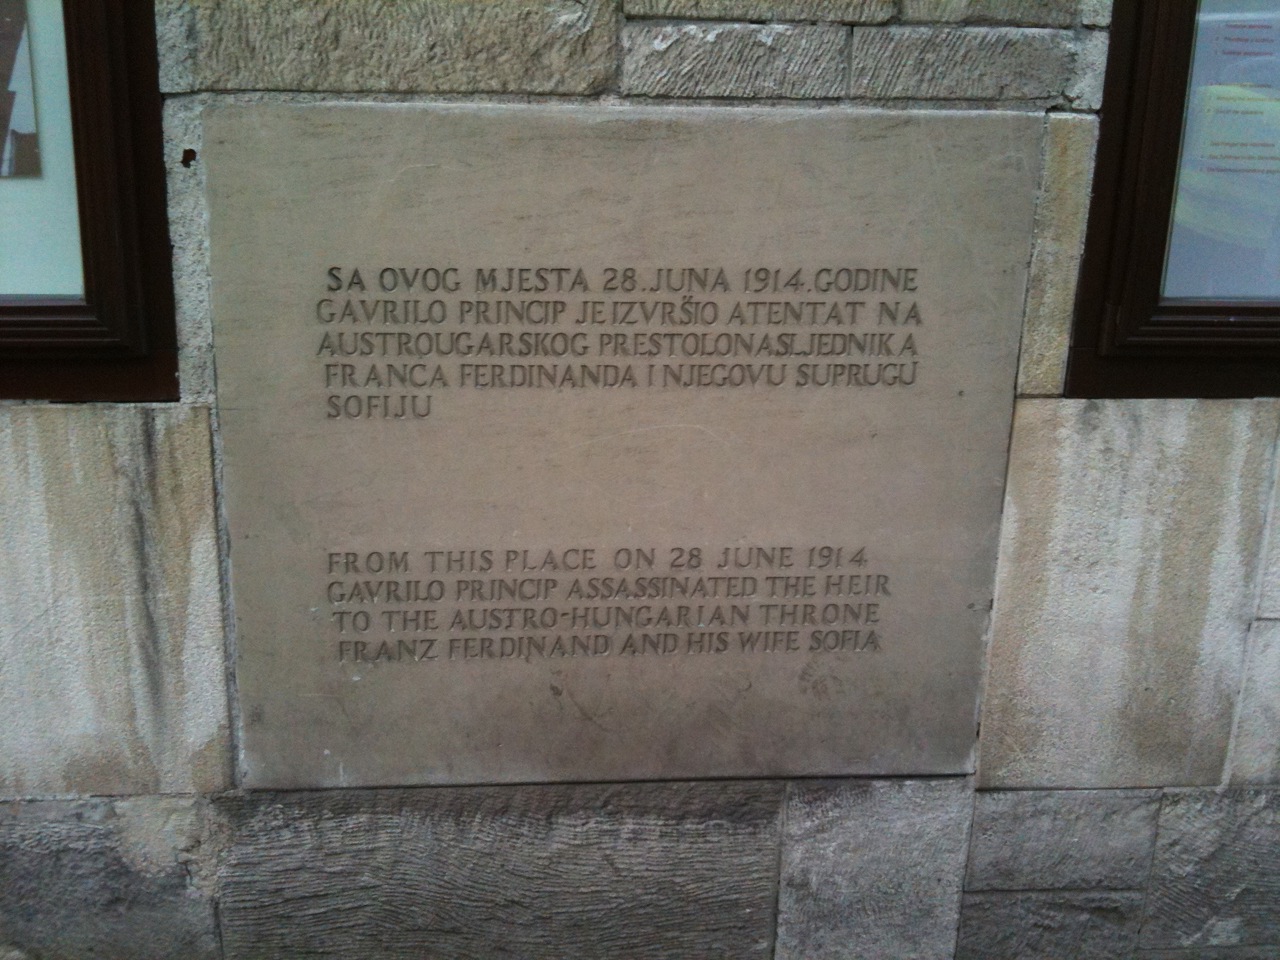 SA OVOG MJESTA 28.JUNA 1914.GODINE
GAVRILO PRINCIP JE IZVRŠIO ATENTAT NA
AUSTROUGARSKOG PRESTOLONASLJEDNIKA
FRANCA FERDINANDA I NJEGOVU SUPRUGU
SOFIJU
FROM THIS PLACE ON 28 JUNE 1914
GAVRILO PRINCIP ASSASSINATED THE HEIR
TO THE AUSTRO-HUNGARIAN THRONE
FRANZ FERDINAND AND HIS WIFE SOFIA